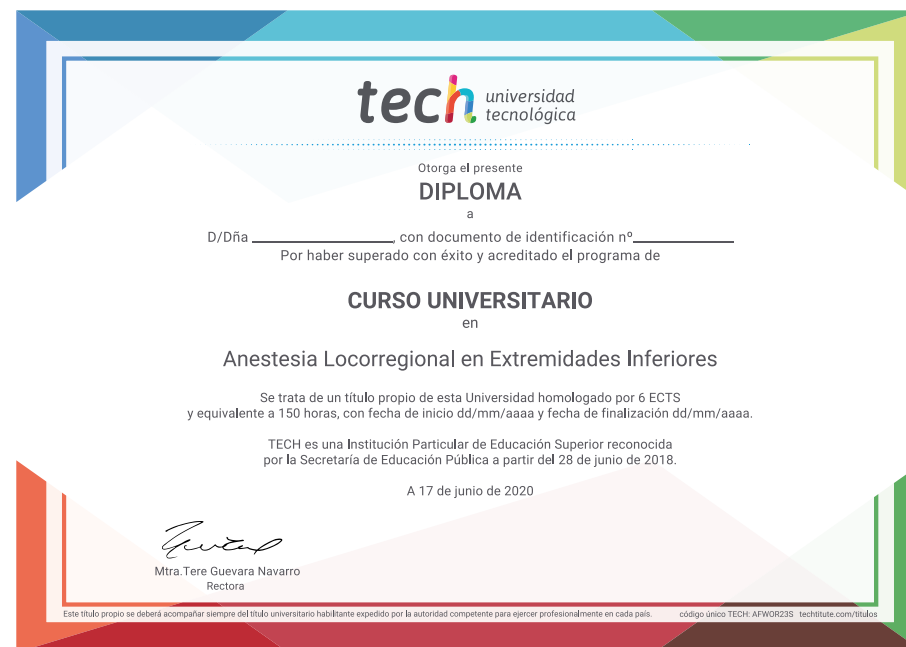 tech universidad
tecnológica
Otorga el presente
DIPLOMA
a
D/Dña ____________________, con documento de identificación nº______________
Por haber superado con éxito y acreditado el programa de
CURSO UNIVERSITARIO
en
Anestesia Locorregional en Extremidades Inferiores
Se trata de un título propio de esta Universidad homologado por 6 ECTS
y equivalente a 150 horas, con fecha de inicio dd/mm/aaaa y fecha de finalización dd/mm/aaaa.
TECH es una Institución Particular de Educación Superior reconocida
por la Secretaría de Educación Pública a partir del 28 de junio de 2018.
A 17 de junio de 2020
Mtra.Tere Guevara Navarro
Rectora
Este título propio se deberá acompañar siempre del título universitario habilitante expedido por la autoridad competente para ejercer profesionalmente en cada país. código único TECH: AFWOR23S techtitute.com/titulos